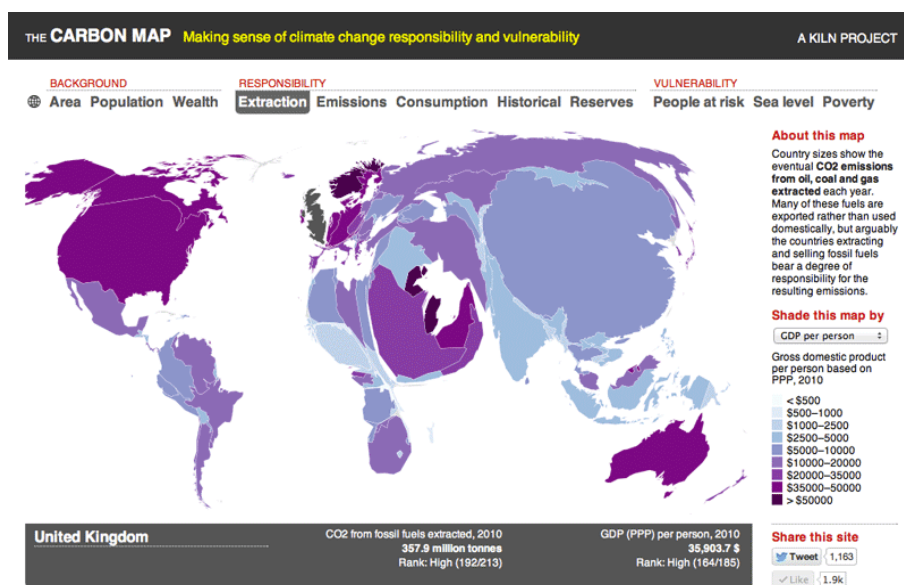 THE CARBON MAP Making sense of climate change responsibility and vulnerability A KILN PROJECT
BACKGROUND RESPONSIBILITY VULNERABILITY
Area Population Wealth Extraction Emissions Consumption Historical Reserves People at risk Sea level Poverty
About this map
Country sizes show the
eventual CO2 emissions
from oil, coal and gas
extracted each year.
Many of these fuels are
exported rather than used
domestically, but arguably
the countries extracting
and selling fossil fuels
bear a degree of
responsibility for the
resulting emissions.
Shade this map by
GDP per person
Gross domestic product
per person based on
PPP, 2010
< $500
$500–1000
$1000–2500
$2500–5000
$5000–10000
$10000–20000
$20000–35000
$35000–50000
> $50000
United Kingdom
CO2 from fossil fuels extracted, 2010
357.9 million tonnes
Rank: High (192/213)
GDP (PPP) per person, 2010
35,903.7 $
Rank: High (164/185)
Share this site
Tweet 1,163
Like 1.9k